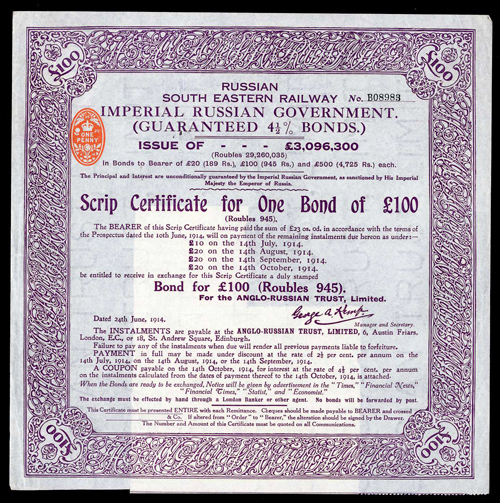 £100
£100
RUSSIAN
SOUTH EASTERN RAILWAY No. B08983
IMPERIAL RUSSIAN GOVERNMENT.
(GUARANTEED 4½% BONDS.)
ONE
PENNY
ISSUE OF - - - £3,096,300
(Roubles 29,260,035)
in Bonds to Bearer of £20 (189 Rs.), £100 (945 Rs.) and £500 (4,725 Rs.) each.
The Principal and Interest are unconditionally guaranteed by the Imperial Russian Government, as sanctioned by His Imperial
Majesty the Emperor of Russia.
Scrip Certificate for One Bond of £100
(Roubles 945).
The BEARER of this Scrip Certificate having paid the sum of £23 0s. 0d. in accordance with the terms of
the Prospectus dated the 10th June, 1914, will on payment of the remaining instalments due hereon as under:—
£10 on the 14th July, 1914.
£20 on the 14th August, 1914.
£20 on the 14th September, 1914.
£20 on the 14th October, 1914.
be entitled to receive in exchange for this Scrip Certificate a duly stamped
Bond for £100 (Roubles 945).
For the ANGLO-RUSSIAN TRUST, Limited.
George A. Kemp
Manager and Secretary.
Dated 24th June, 1914.
The INSTALMENTS are payable at the ANGLO-RUSSIAN TRUST, LIMITED, 6, Austin Friars,
London, E.C., or 18, St. Andrew Square, Edinburgh.
Failure to pay any of the instalments when due will render all previous payments liable to forfeiture.
PAYMENT in full may be made under discount at the rate of 2½ per cent. per annum on the
14th July, 1914, on the 14th August, 1914, or the 14th September, 1914.
A COUPON payable on the 14th October, 1914, for interest at the rate of 4½ per cent. per annum
on the instalments calculated from the dates of payment thereof to the 14th October, 1914, is attached.
When the Bonds are ready to be exchanged, Notice will be given by advertisement in the "Times," "Financial News,"
"Financial Times," "Statist," and "Economist."
The exchange must be effected by hand through a London Banker or other agent. No bonds will be forwarded by post.
This Certificate must be presented ENTIRE with each Remittance. Cheques should be made payable to BEARER and crossed
& Co. If altered from "Order" to "Bearer," the alteration should be signed by the Drawer.
The Number and Amount of this Certificate must be quoted on all Communications.
£100
£100